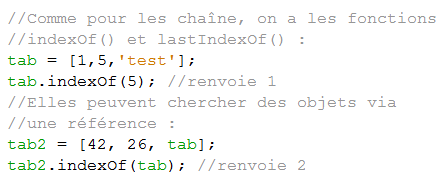 //Comme pour les chaîne, on a les fonctions
//indexOf() et lastIndexOf() :
tab = [1,5,'test'];
tab.indexOf(5); //renvoie 1
//Elles peuvent chercher des objets via
//une référence :
tab2 = [42, 26, tab];
tab2.indexOf(tab); //renvoie 2